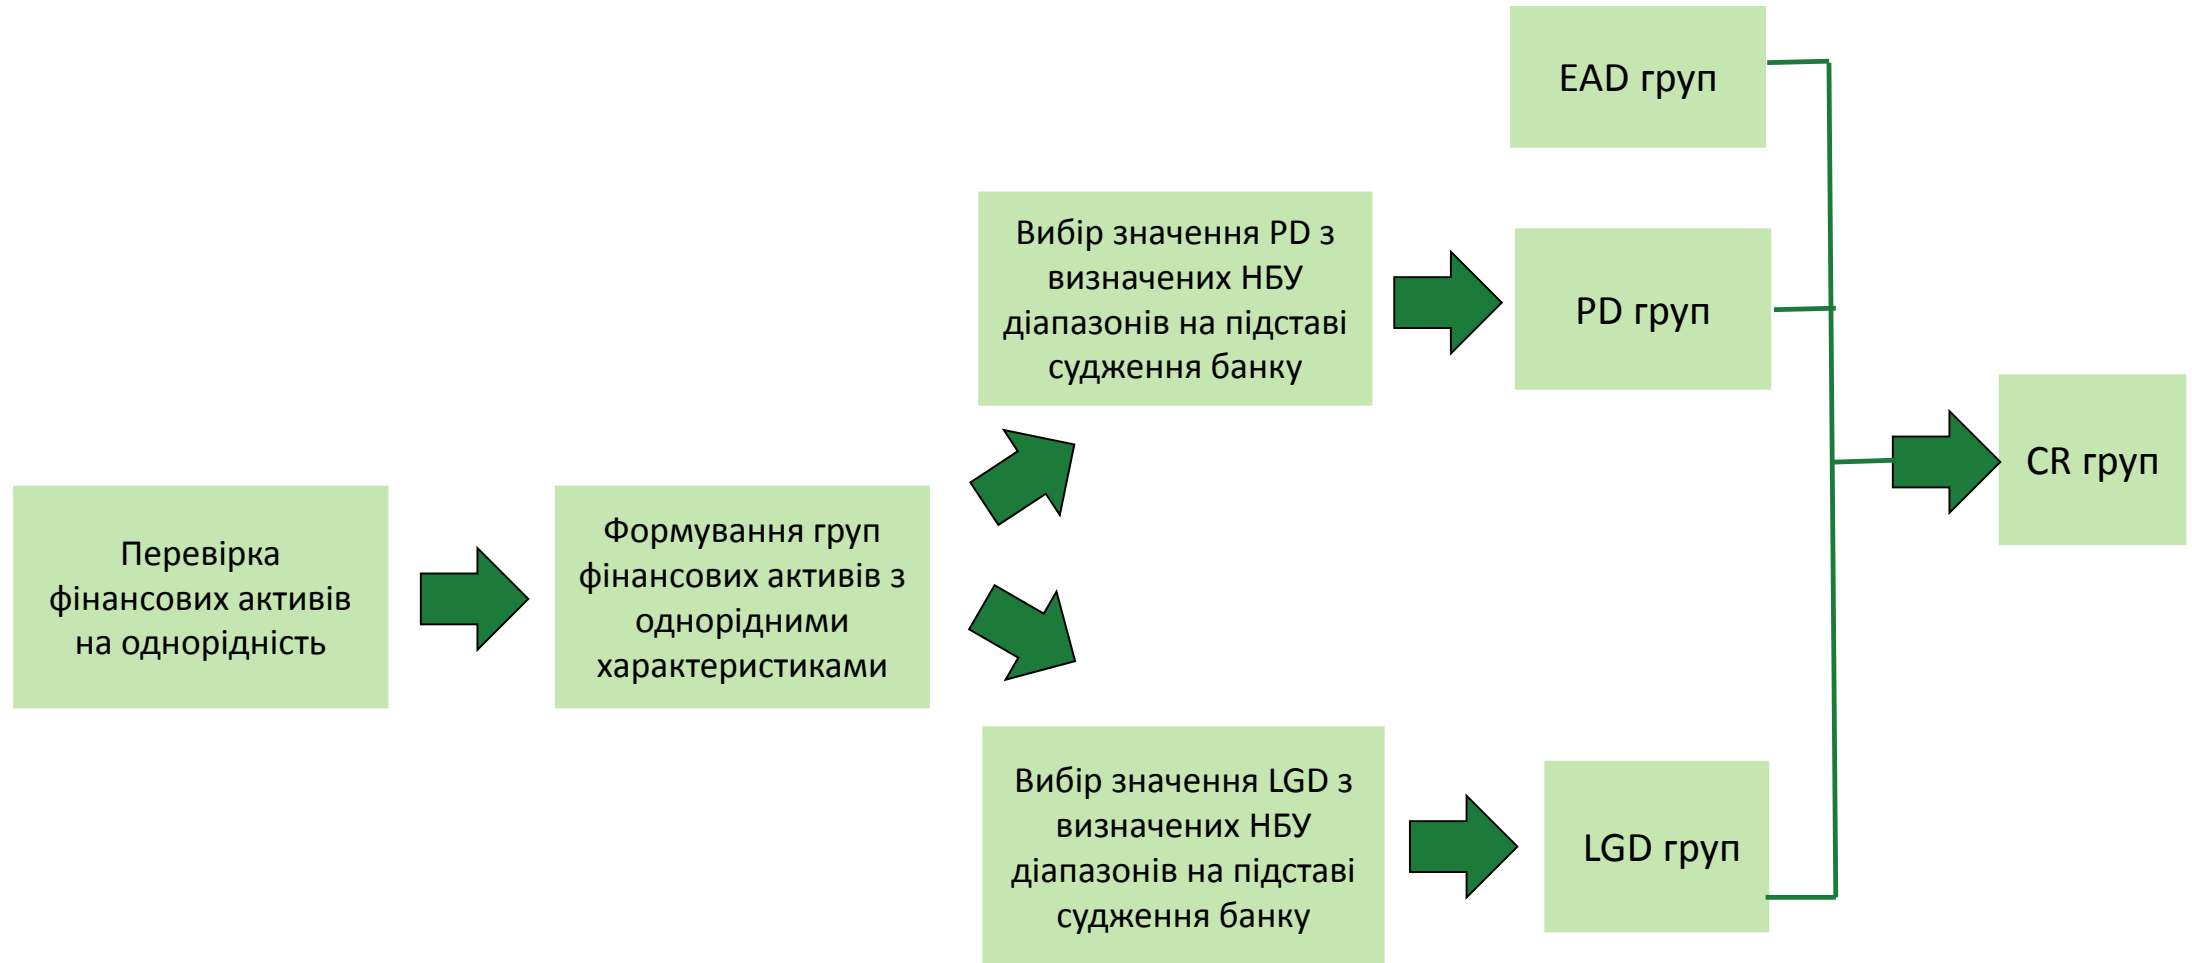 Перевірка
фінансових активів
на однорідність
Формування груп
фінансових активів з
однорідними
характеристиками
Вибір значення PD з
визначених НБУ
діапазонів на підставі
судження банку
Вибір значення LGD з
визначених НБУ
діапазонів на підставі
судження банку
EAD груп
PD груп
LGD груп
CR груп